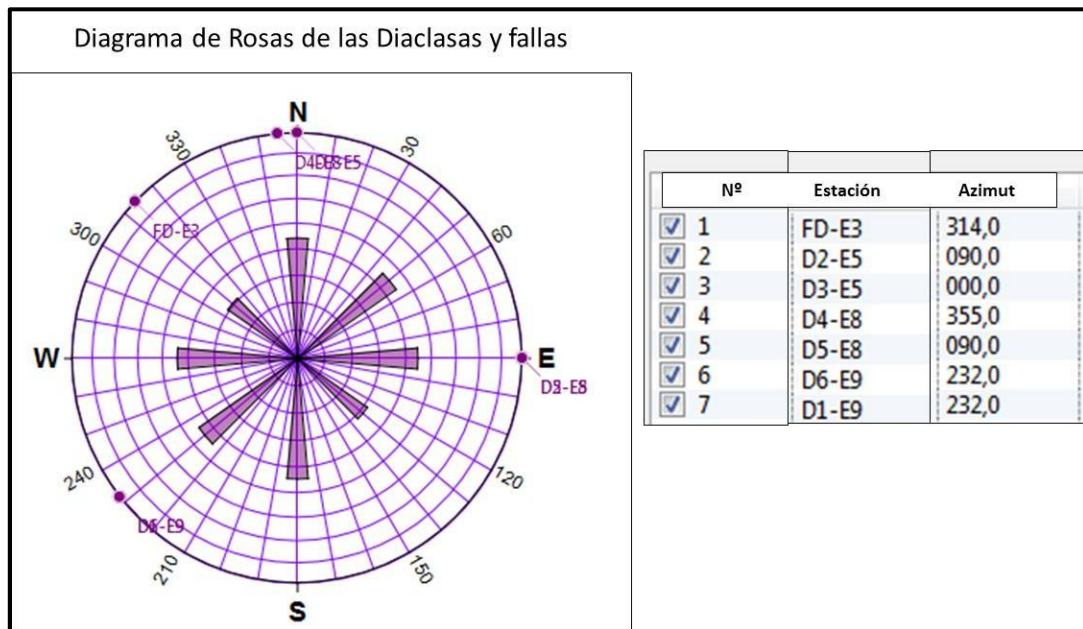 Diagrama de Rosas de las Diaclasas y fallas
N
330
30
FD-E3
300
60
W
E
240
120
210
150
S
Nº Estación Azimut
1 FD-E3 314,0
2 D2-E5 090,0
3 D3-E5 000,0
4 D4-E8 355,0
5 D5-E8 090,0
6 D6-E9 232,0
7 D1-E9 232,0